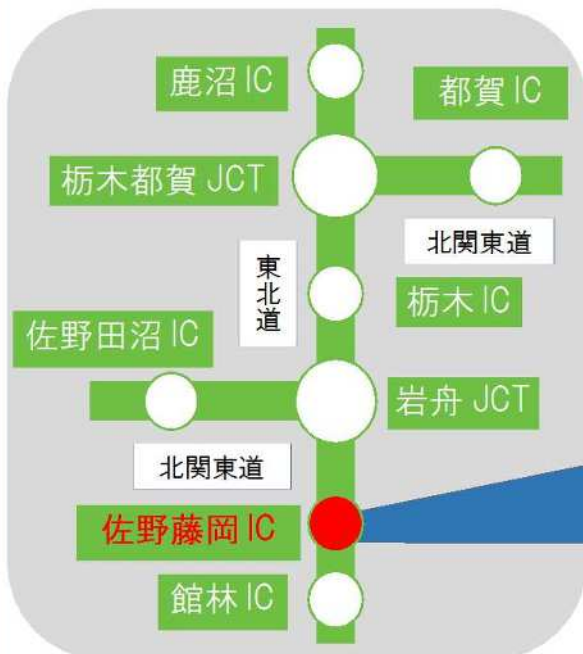 鹿沼 IC
都賀 IC
栃木都賀 JCT
北関東道
東北道
栃木 IC
佐野田沼 IC
岩舟 JCT
北関東道
佐野藤岡 IC
館林 IC